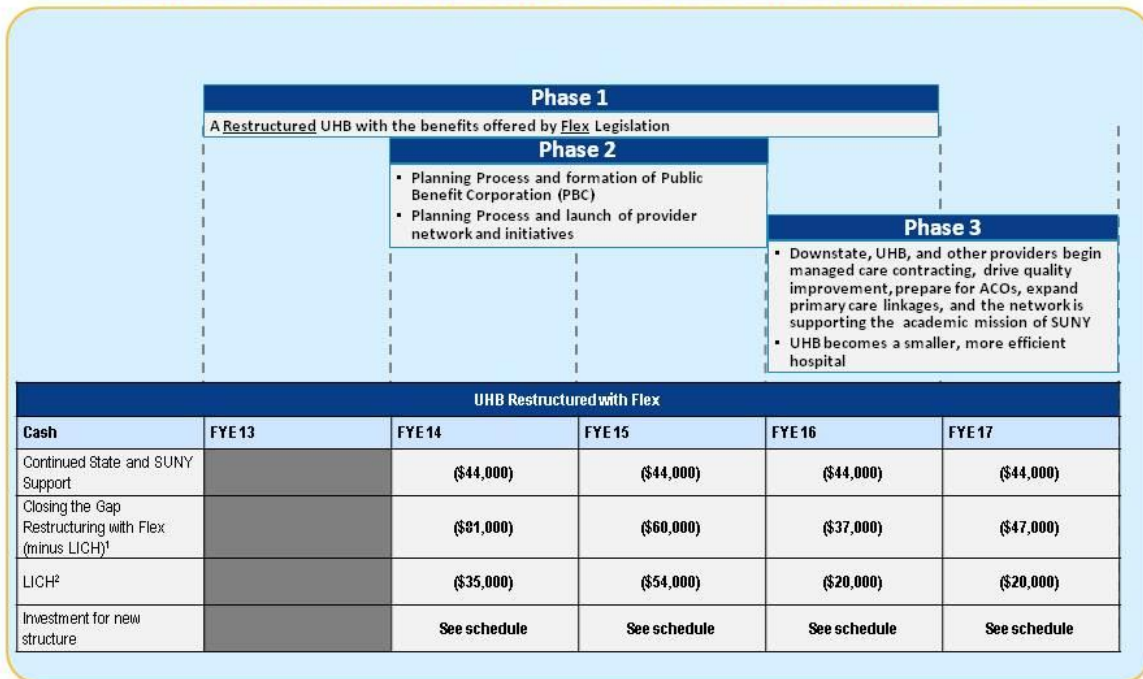 Phase 1
A Restructured UHB with the benefits offered by Flex Legislation
Phase 2
▪ Planning Process and formation of Public
Benefit Corporation (PBC)
▪ Planning Process and launch of provider
network and initiatives
Phase 3
▪ Downstate, UHB, and other providers begin
managed care contracting, drive quality
improvement, prepare for ACOs, expand
primary care linkages, and the network is
supporting the academic mission of SUNY
▪ UHB becomes a smaller, more efficient
hospital
UHB Restructured with Flex
Cash FYE13 FYE14 FYE15 FYE16 FYE17
Continued State and SUNY
Support ($44,000) ($44,000) ($44,000) ($44,000)
Closing the Gap
Restructuring with Flex
(minus LICH)¹ ($81,000) ($60,000) ($37,000) ($47,000)
LICH² ($35,000) ($54,000) ($20,000) ($20,000)
Investment for new
structure See schedule See schedule See schedule See schedule